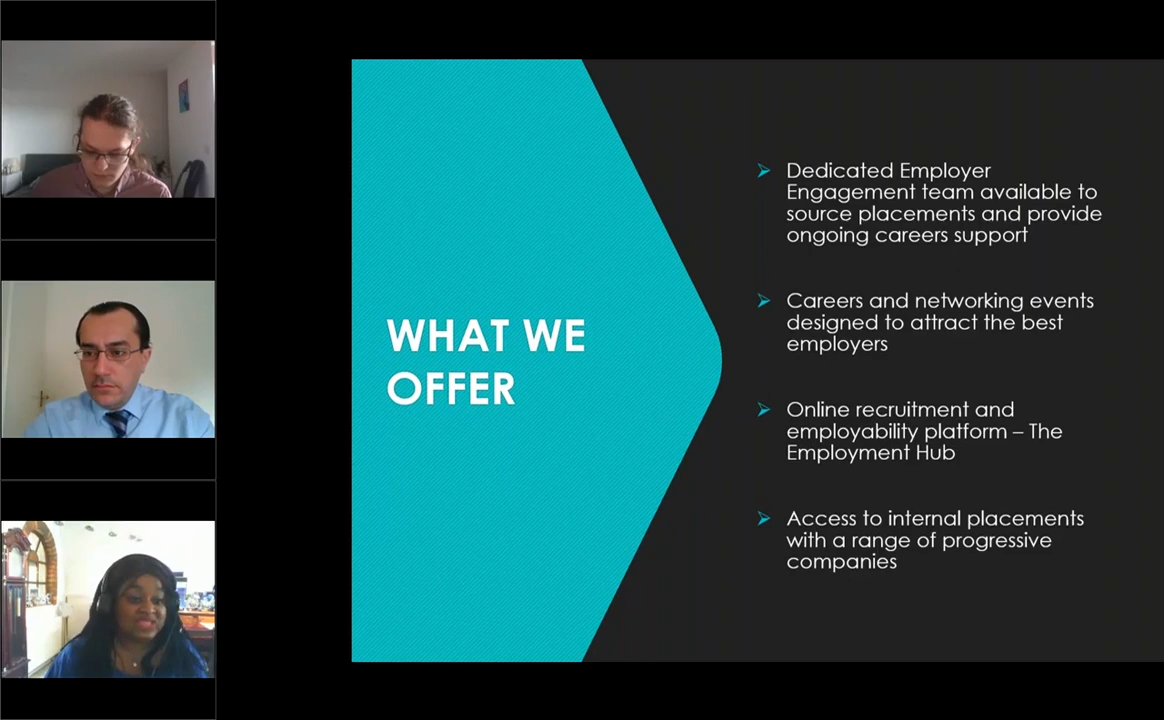 WHAT WE
OFFER
Dedicated Employer
Engagement team available to
source placements and provide
ongoing careers support
Careers and networking events
designed to attract the best
employers
Online recruitment and
employability platform – The
Employment Hub
Access to internal placements
with a range of progressive
companies